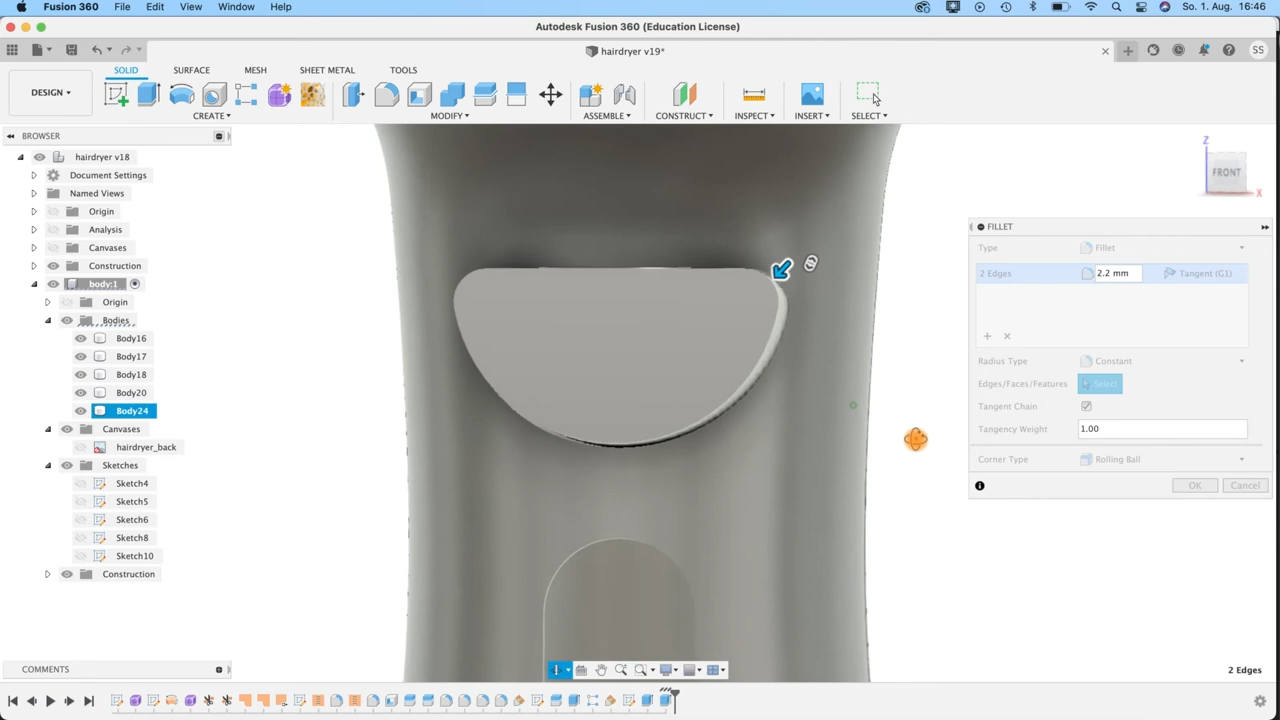 Fusion 360 File Edit View Window Help So. 1. Aug. 16:46
Autodesk Fusion 360 (Education License)
hairdryer v19* SS
DESIGN SOLID SURFACE MESH SHEET METAL TOOLS
CREATE MODIFY ASSEMBLE CONSTRUCT INSPECT INSERT SELECT
BROWSER
hairdryer v18
Document Settings
Named Views
Origin
Analysis
Canvases
Construction
body:1
Origin
Bodies
Body16
Body17
Body18
Body20
Body24
Canvases
hairdryer_back
Sketches
Sketch4
Sketch5
Sketch6
Sketch8
Sketch10
Construction
COMMENTS
Z
FRONT
X
FILLET
Type Fillet
2 Edges 2.2 mm Tangent (G1)
Radius Type Constant
Edges/Faces/Features Select
Tangent Chain
Tangency Weight 1.00
Corner Type Rolling Ball
OK Cancel
2 Edges